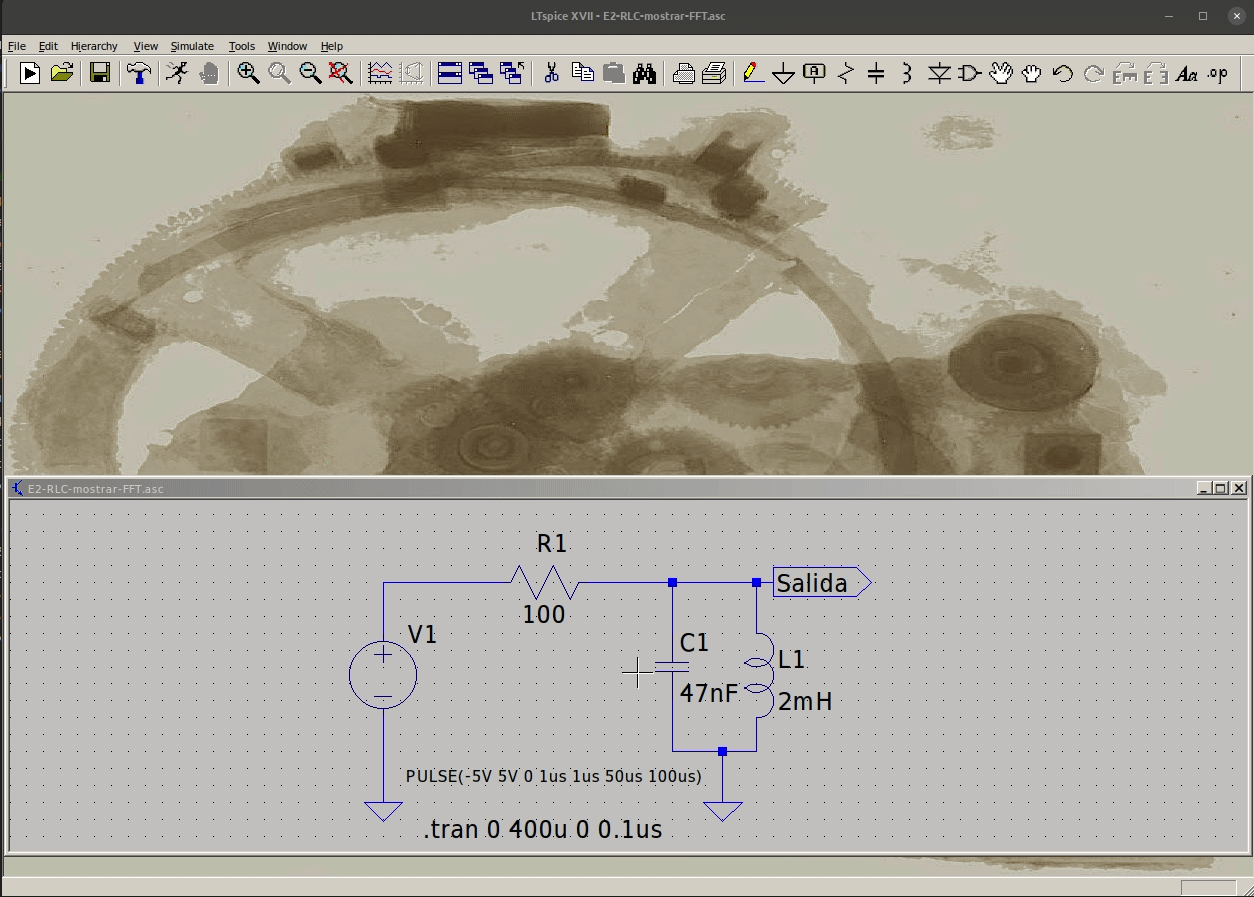 LTspice XVII - E2-RLC-mostrar-FFT.asc
File Edit Hierarchy View Simulate Tools Window Help
A
Aa .op
E2-RLC-mostrar-FFT.asc
R1
Salida
100
V1
C1
L1
47nF
2mH
PULSE(-5V 5V 0 1us 1us 50us 100us)
.tran 0 400u 0 0.1us